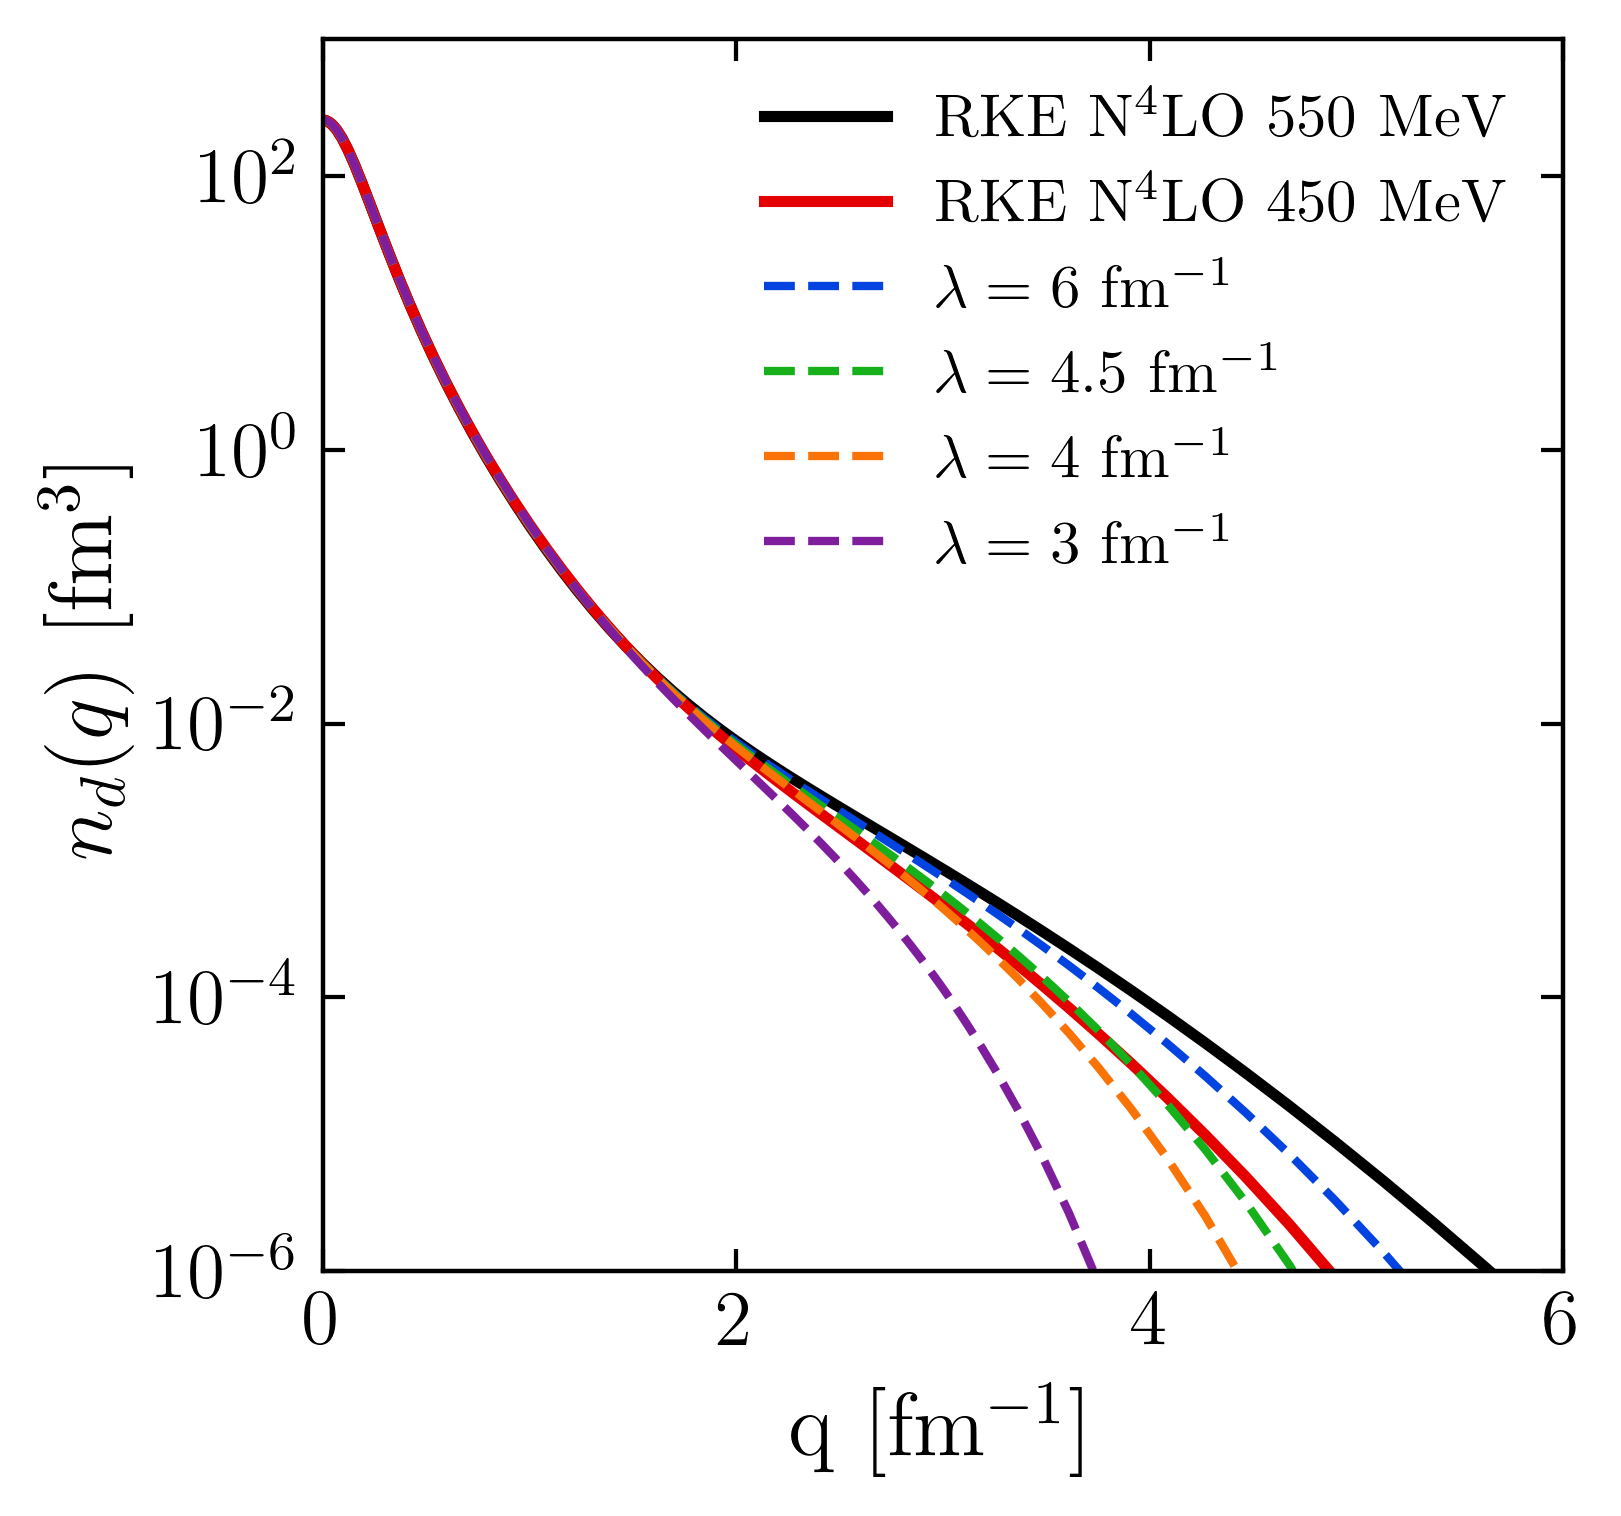 RKE N⁴LO 550 MeV
RKE N⁴LO 450 MeV
λ = 6 fm⁻¹
λ = 4.5 fm⁻¹
λ = 4 fm⁻¹
λ = 3 fm⁻¹
n_d(q) [fm³]
10²
10⁰
10⁻²
10⁻⁴
10⁻⁶
0 2 4 6
q [fm⁻¹]